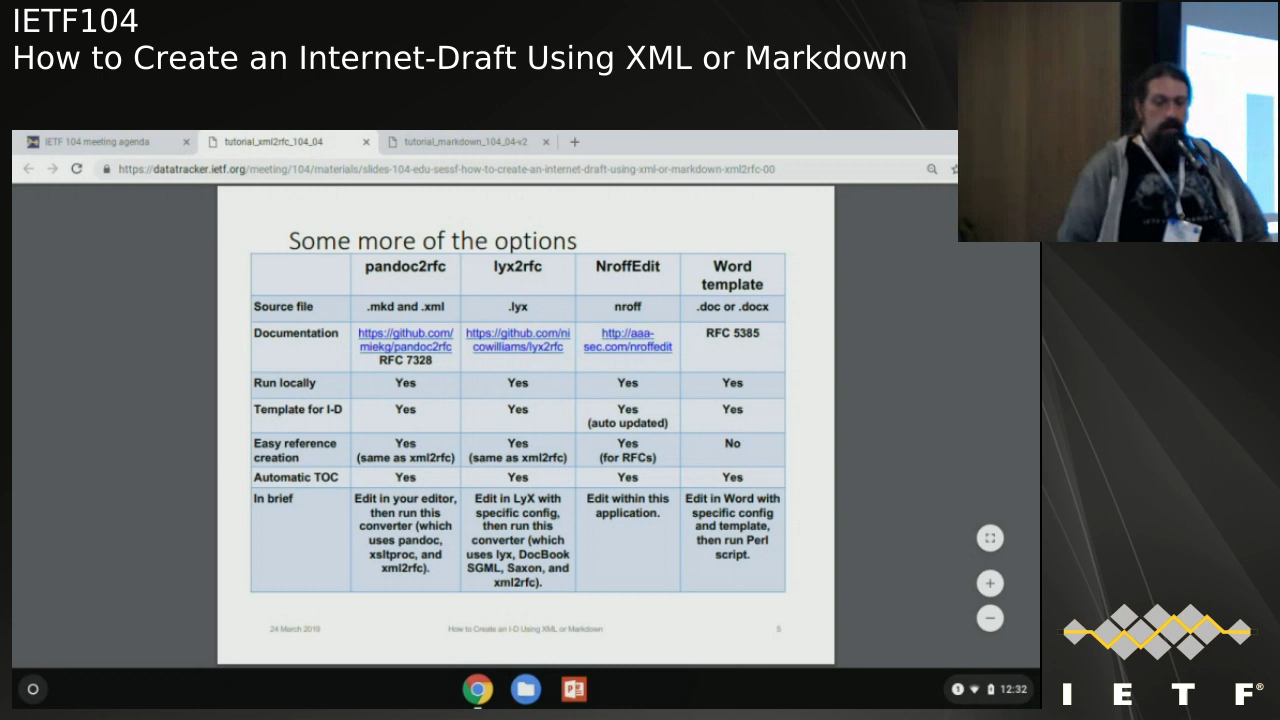 IETF104
How to Create an Internet-Draft Using XML or Markdown
IETF 104 meeting agenda
tutorial_xml2rfc_104_04
tutorial_markdown_104_04-v2
https://datatracker.ietf.org/meeting/104/materials/slides-104-edu-sessf-how-to-create-an-internet-draft-using-xml-or-markdown-xml2rfc-00
Some more of the options
pandoc2rfc lyx2rfc NroffEdit Word
template
Source file .mkd and .xml .lyx nroff .doc or .docx
Documentation https://github.com/ https://github.com/ni http://aaa- RFC 5385
miekg/pandoc2rfc cowilliams/lyx2rfc sec.com/nroffedit
RFC 7328
Run locally Yes Yes Yes Yes
Template for I-D Yes Yes Yes Yes
(auto updated)
Easy reference Yes Yes Yes No
creation (same as xml2rfc) (same as xml2rfc) (for RFCs)
Automatic TOC Yes Yes Yes Yes
In brief Edit in your editor, Edit in LyX with Edit within this Edit in Word with
then run this specific config, application. specific config
converter (which then run this and template,
uses pandoc, converter (which then run Perl
xsltproc, and uses lyx, DocBook script.
xml2rfc). SGML, Saxon, and
xml2rfc).
24 March 2019 How to Create an I-D Using XML or Markdown 5
12:32
I E T F®